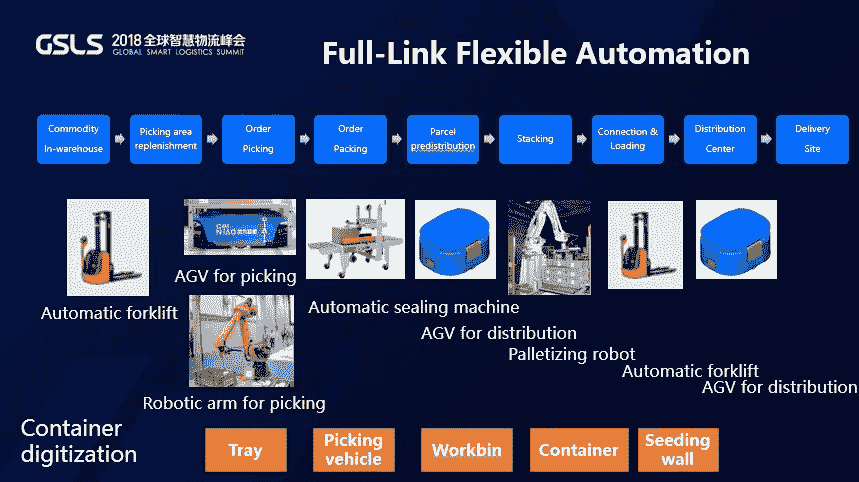 GSLS 2018全球智慧物流峰会
GLOBAL SMART LOGISTICS SUMMIT
Full-Link Flexible Automation
Commodity
In-warehouse
Picking area
replenishment
Order
Picking
Order
Packing
Parcel
predistribution
Stacking
Connection &
Loading
Distribution
Center
Delivery
Site
Automatic forklift
AGV for picking
Robotic arm for picking
Automatic sealing machine
AGV for distribution
Palletizing robot
Automatic forklift
AGV for distribution
Container
digitization
Tray
Picking
vehicle
Workbin
Container
Seeding
wall